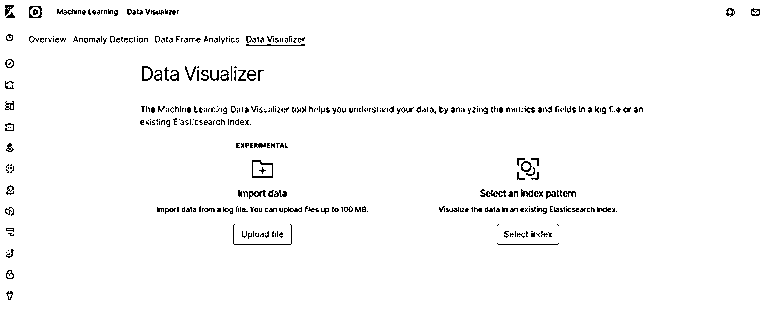 Machine Learning Data Visualizer
Overview Anomaly Detection Data Frame Analytics Data Visualizer
Data Visualizer
The Machine Learning Data Visualizer tool helps you understand your data, by analyzing the metrics and fields in a log file or an
existing Elasticsearch index.
EXPERIMENTAL
Import data
Import data from a log file. You can upload files up to 100 MB.
Upload file
Select an index pattern
Visualize the data in an existing Elasticsearch index.
Select index